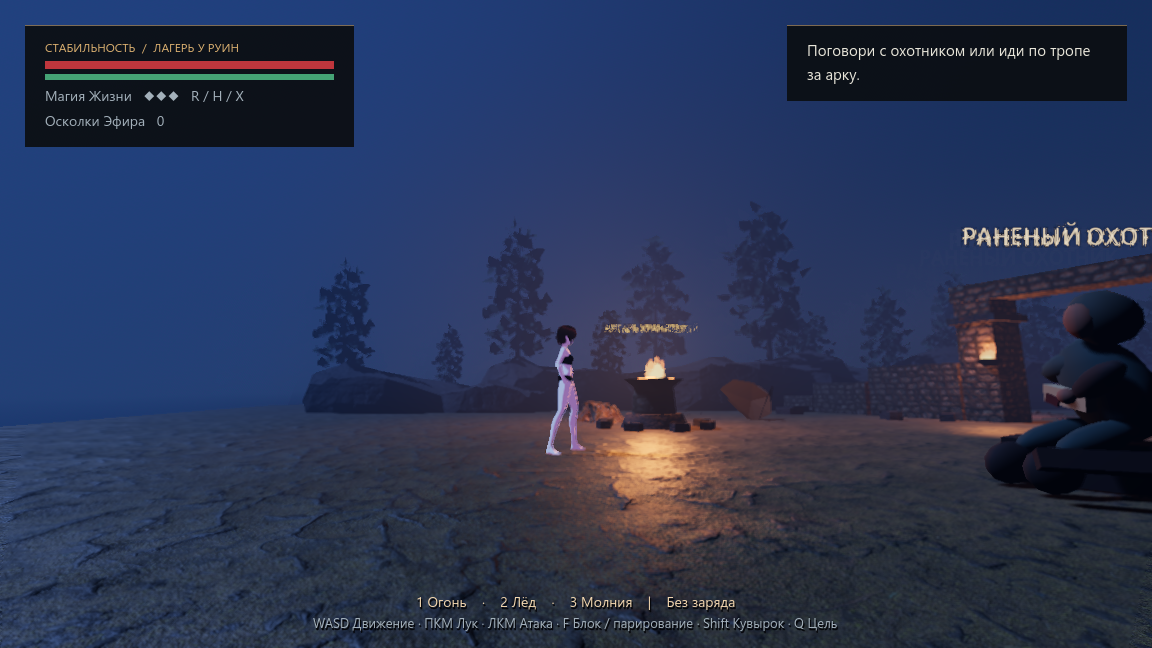 СТАБИЛЬНОСТЬ / ЛАГЕРЬ У РУИН
Магия Жизни ◆◆◆ R / H / X
Осколки Эфира 0
Поговори с охотником или иди по тропе
за арку.
РАНЕНЫЙ ОХОТ
1 Огонь · 2 Лёд · 3 Молния | Без заряда
WASD Движение · ПКМ Лук · ЛКМ Атака · F Блок / парирование · Shift Кувырок · Q Цель